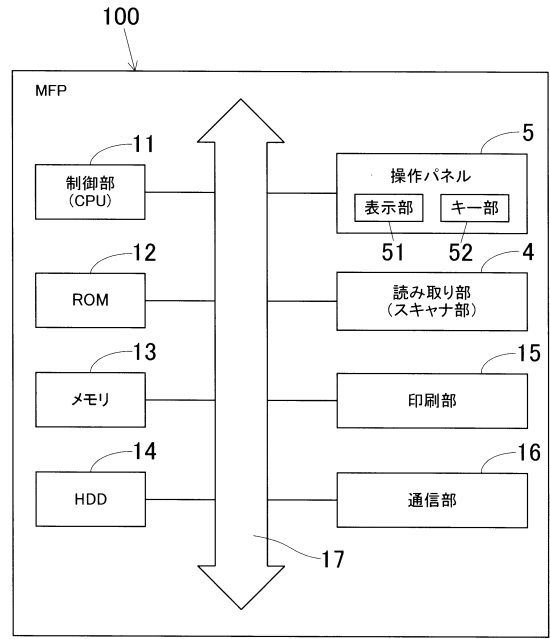 100
MFP
11
制御部
(CPU)
12
ROM
13
メモリ
14
HDD
5
操作パネル
表示部
キー部
51
52
4
読み取り部
(スキャナ部)
15
印刷部
16
通信部
17